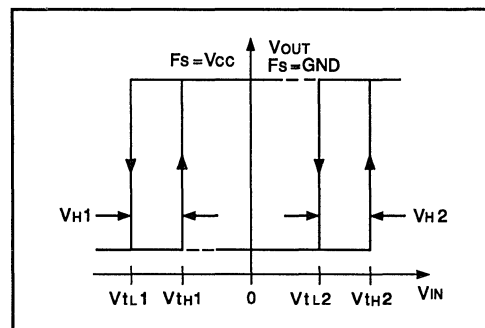 Fs=Vcc
VOUT
Fs=GND
VH1
VH2
VtL1 VtH1 0 VtL2 VtH2 VIN